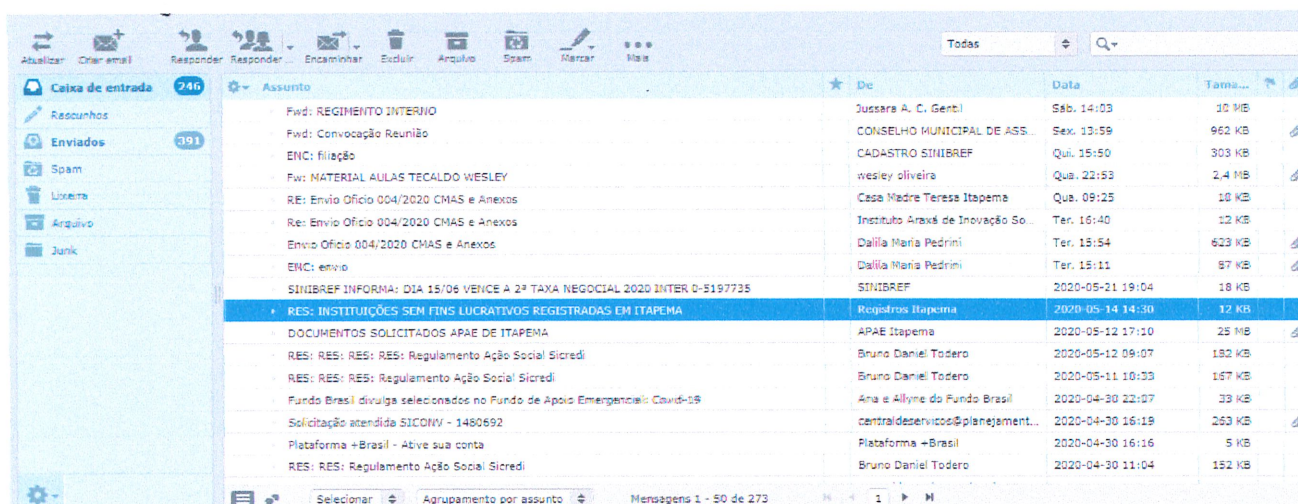 Atualizar Criar email Responder Responder ... Encaminhar Excluir Arquivo Spam Marcar Mais Todas
Caixa de entrada 246 Assunto De Data Tama...
Rascunhos
Enviados 391
Spam
Lixeira
Arquivo
Junk
Fwd: REGIMENTO INTERNO Jussara A. C. Gentil Sáb. 14:03 10 MB
Fwd: Convocação Reunião CONSELHO MUNICIPAL DE ASS... Sex. 13:59 962 KB
ENC: filiação CADASTRO SINIBREF Qui. 15:50 303 KB
Fw: MATERIAL AULAS TECALDO WESLEY wesley oliveira Qua. 22:53 2,4 MB
RE: Envio Oficio 004/2020 CMAS e Anexos Casa Madre Teresa Itapema Qua. 09:25 18 KB
Re: Envio Oficio 004/2020 CMAS e Anexos Instituto Araxá de Inovação So... Ter. 16:40 12 KB
Envio Oficio 004/2020 CMAS e Anexos Dalila Maria Pedrini Ter. 15:54 623 KB
ENC: envio Dalila Maria Pedrini Ter. 15:11 87 KB
SINIBREF INFORMA: DIA 15/06 VENCE A 2ª TAXA NEGOCIAL 2020 INTER 0-5197735 SINIBREF 2020-05-21 19:04 18 KB
RES: INSTITUIÇÕES SEM FINS LUCRATIVOS REGISTRADAS EM ITAPEMA Registros Itapema 2020-05-14 14:30 12 KB
DOCUMENTOS SOLICITADOS APAE DE ITAPEMA APAE Itapema 2020-05-12 17:10 25 MB
RES: RES: RES: RES: Regulamento Ação Social Sicredi Bruno Daniel Todero 2020-05-12 09:07 182 KB
RES: RES: RES: Regulamento Ação Social Sicredi Bruno Daniel Todero 2020-05-11 18:33 167 KB
Fundo Brasil divulga selecionados no Fundo de Apoio Emergencial: Covid-19 Ana e Allyne do Fundo Brasil 2020-04-30 22:07 33 KB
Solicitação atendida SICONV - 1480692 centraldeservicos@planejament... 2020-04-30 16:19 263 KB
Plataforma +Brasil - Ative sua conta Plataforma +Brasil 2020-04-30 16:16 5 KB
RES: RES: Regulamento Ação Social Sicredi Bruno Daniel Todero 2020-04-30 11:04 152 KB
Selecionar Agrupamento por assunto Mensagens 1 - 50 de 273 1